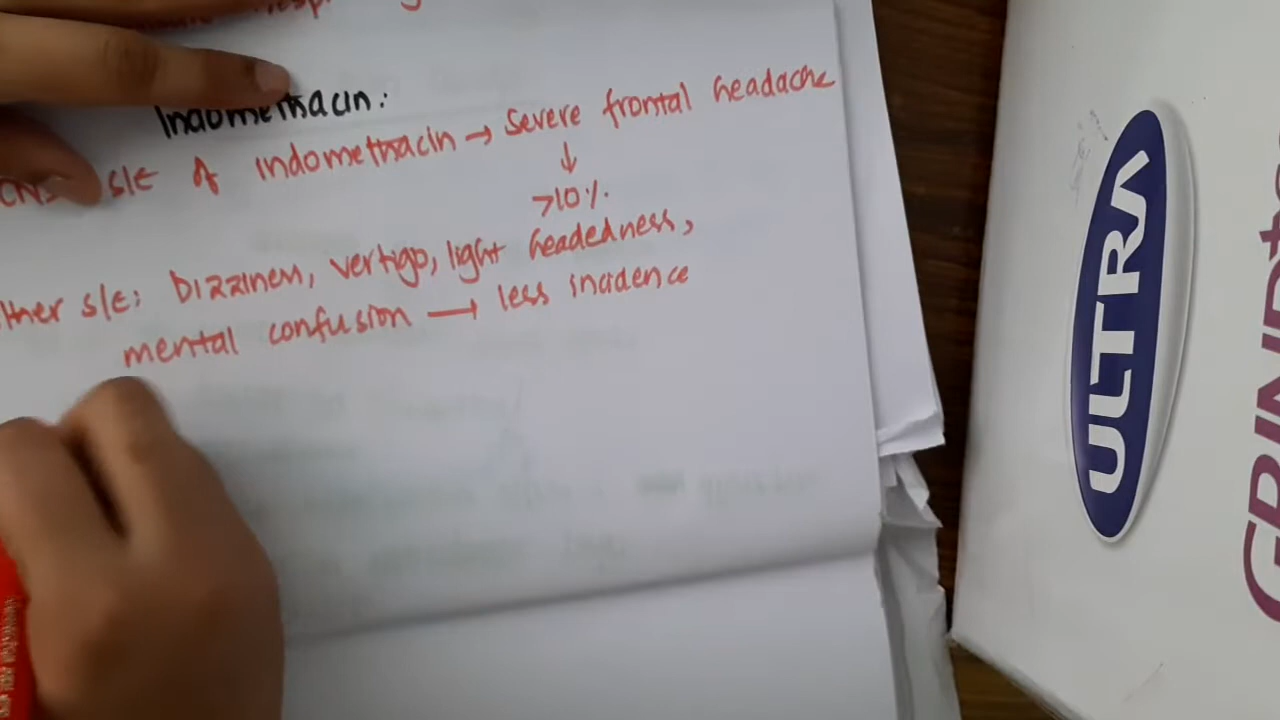 Indomethacin:
CNS s/e of indomethacin → severe frontal headache
↓
>10%
other s/e: Dizziness, vertigo, light headedness,
mental confusion → less incidence
ULTRA